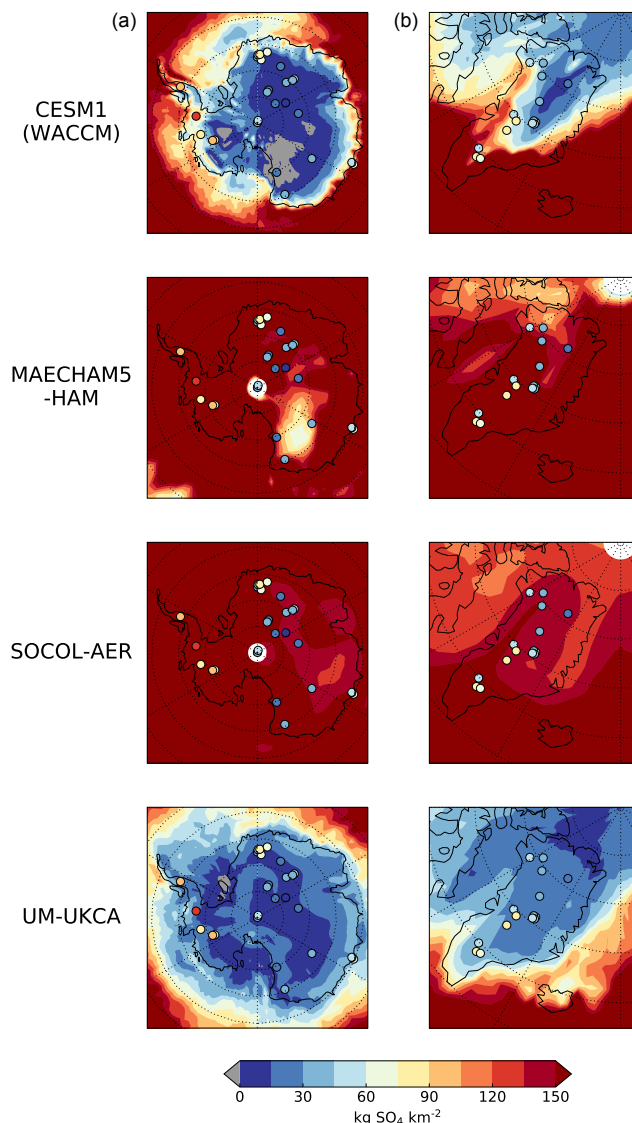 (a) (b)
CESM1
(WACCM)
MAECHAM5
-HAM
SOCOL-AER
UM-UKCA
0 30 60 90 120 150
kg SO₄ km⁻²